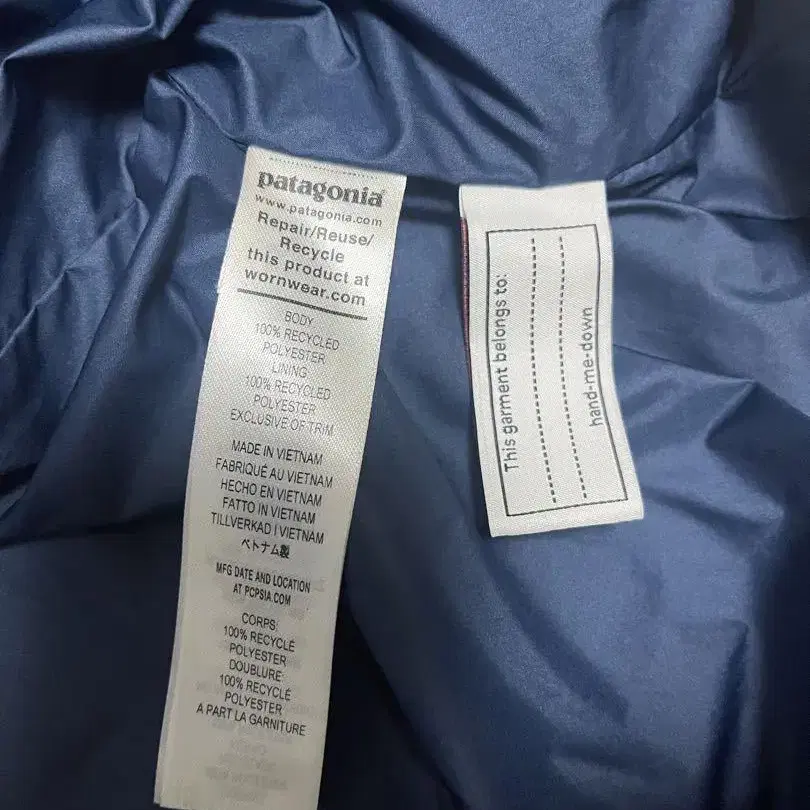 patagonia®
www.patagonia.com
Repair/Reuse/
Recycle
this product at
wornwear.com
BODY
100% RECYCLED
POLYESTER
LINING
100% RECYCLED
POLYESTER
EXCLUSIVE OF TRIM
MADE IN VIETNAM
FABRIQUÉ AU VIETNAM
HECHO EN VIETNAM
FATTO IN VIETNAM
TILLVERKAD I VIETNAM
ベトナム製
MFG DATE AND LOCATION
AT PCPSIA.COM
CORPS:
100% RECYCLÉ
POLYESTER
DOUBLURE:
100% RECYCLÉ
POLYESTER
A PART LA GARNITURE
This garment belongs to:
hand-me-down